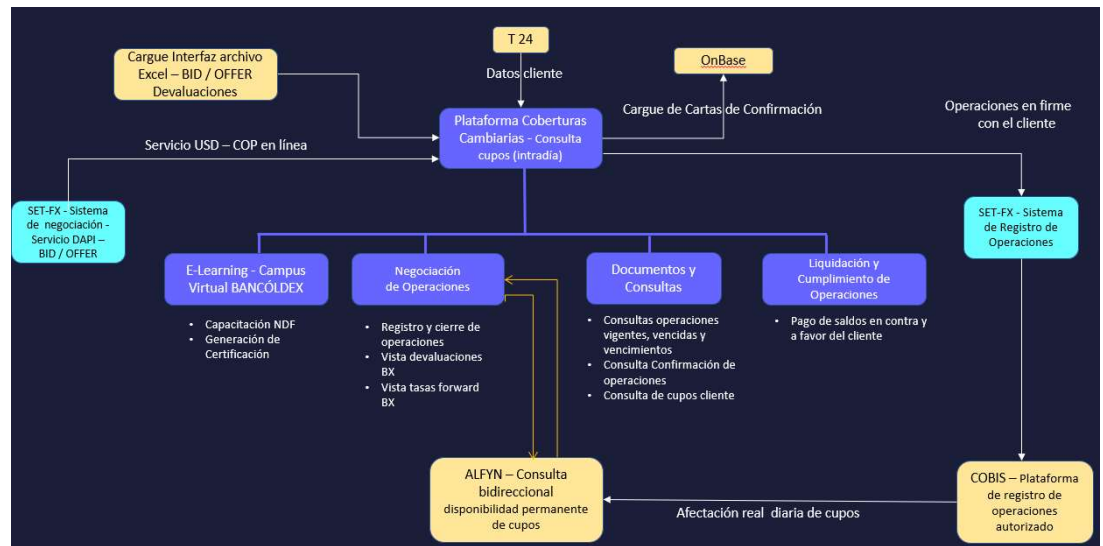 T 24
Cargue Interfaz archivo
Excel – BID / OFFER
Devaluaciones
OnBase
Datos cliente
Cargue de Cartas de Confirmación
Operaciones en firme
con el cliente
Plataforma Coberturas
Cambiarias - Consulta
cupos (intradía)
Servicio USD – COP en línea
SET-FX - Sistema
de negociación -
Servicio DAPI –
BID / OFFER
SET-FX - Sistema
de Registro de
Operaciones
E-Learning - Campus
Virtual BANCÓLDEX
• Capacitación NDF
• Generación de
Certificación
Negociación
de Operaciones
• Registro y cierre de
operaciones
• Vista devaluaciones
BX
• Vista tasas forward
BX
Documentos y
Consultas
• Consultas operaciones
vigentes, vencidas y
vencimientos
• Consulta Confirmación de
operaciones
• Consulta de cupos cliente
Liquidación y
Cumplimiento de
Operaciones
• Pago de saldos en contra y
a favor del cliente
ALFYN – Consulta
bidireccional
disponibilidad permanente
de cupos
Afectación real diaria de cupos
COBIS – Plataforma
de registro de
operaciones
autorizado